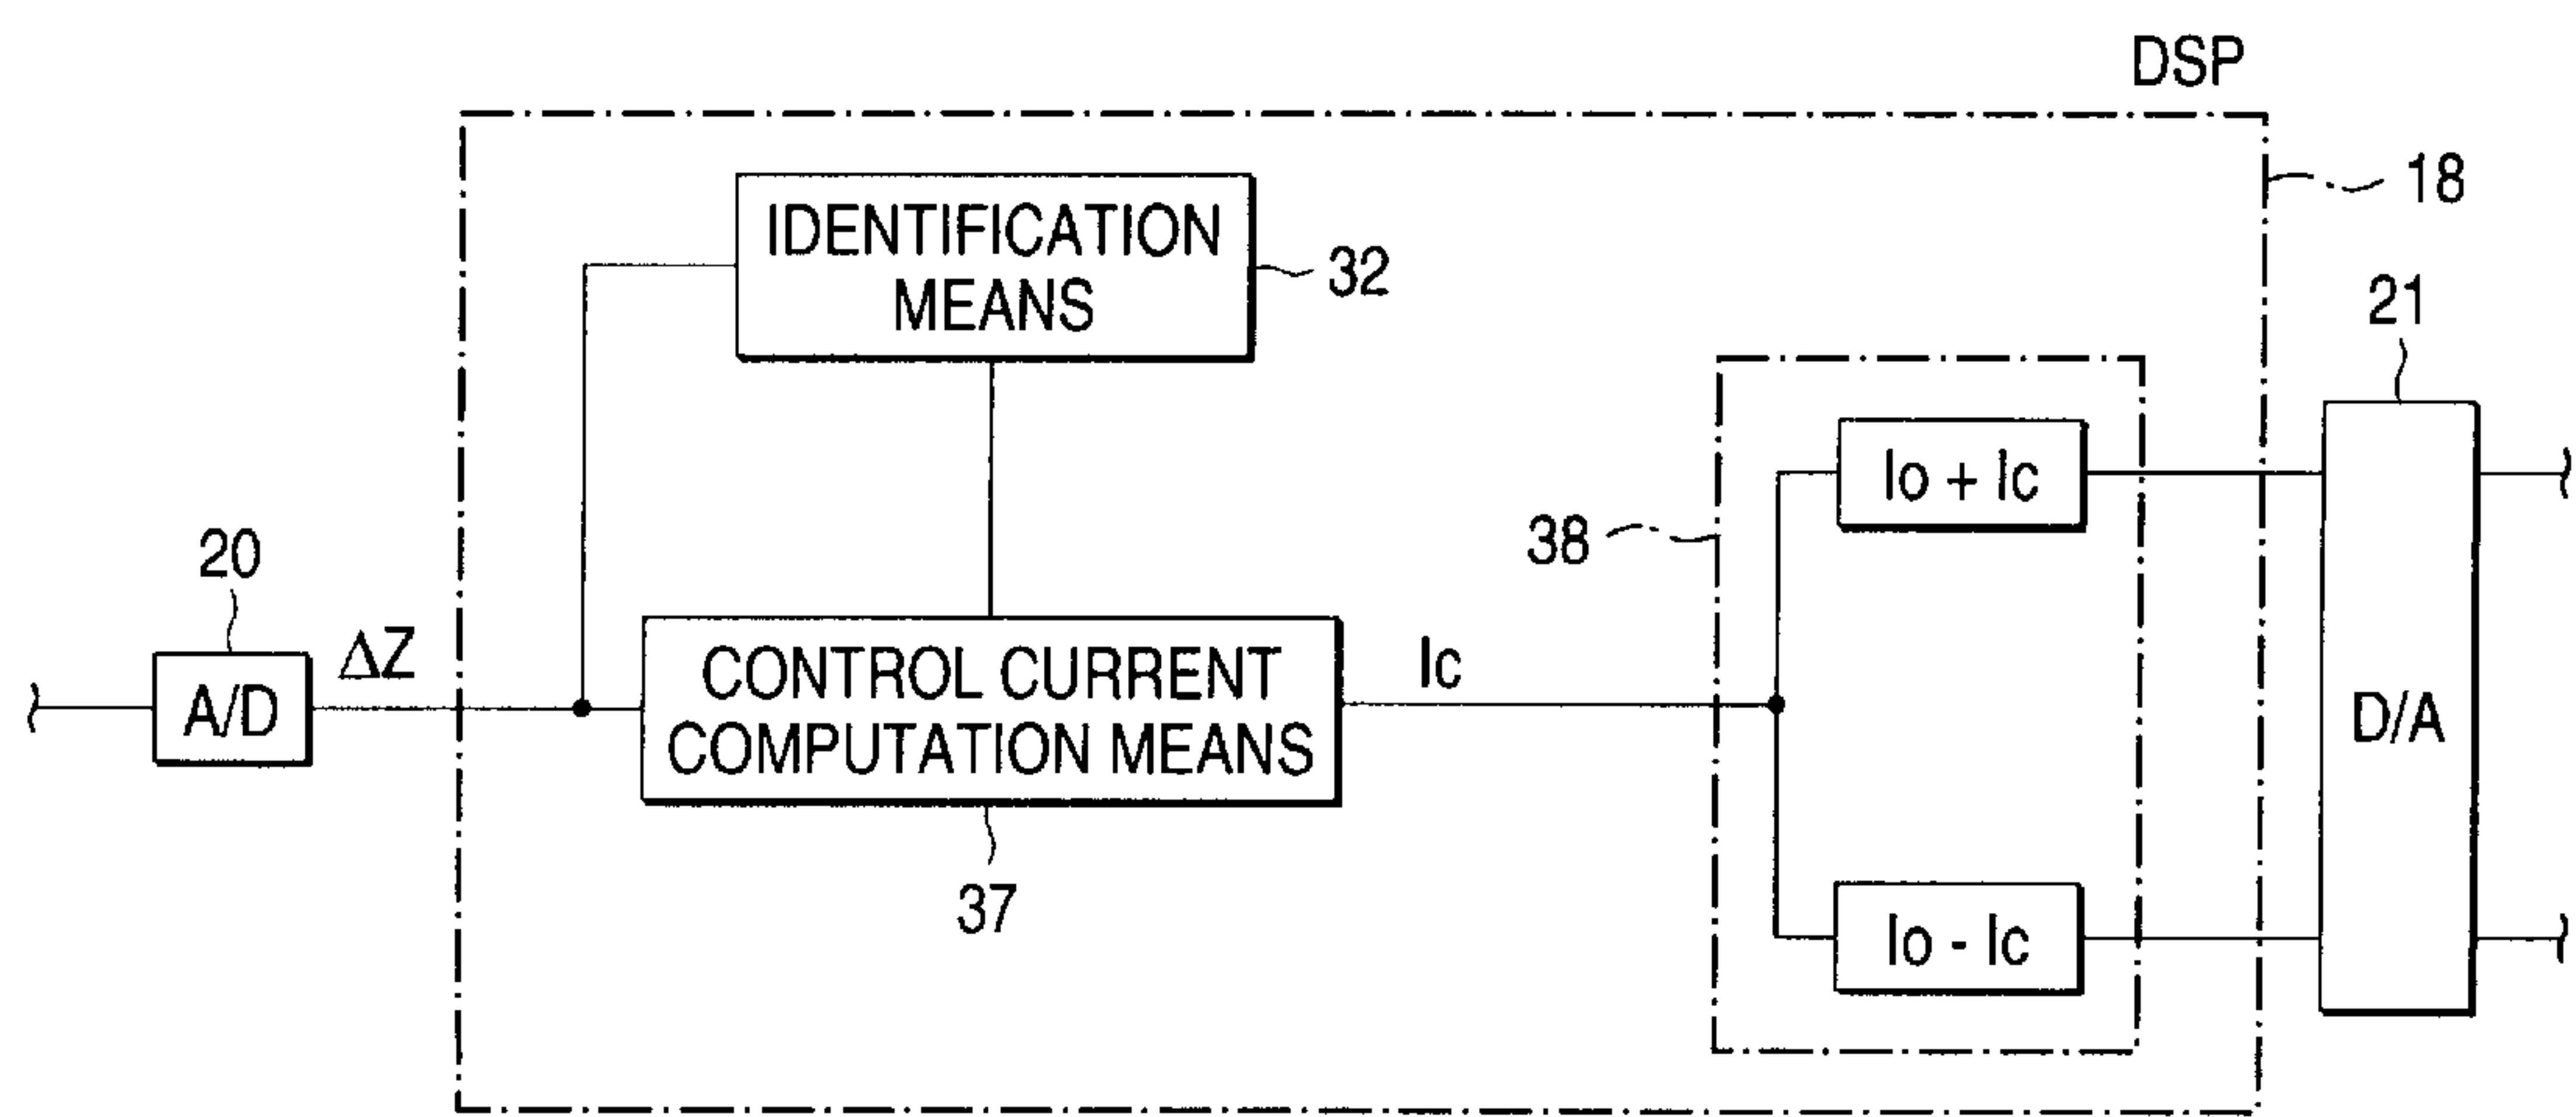 DSP
18
IDENTIFICATION
MEANS
32
21
Io + Ic
38
20
ΔZ
A/D
CONTROL CURRENT
COMPUTATION MEANS
Ic
D/A
37
Io - Ic